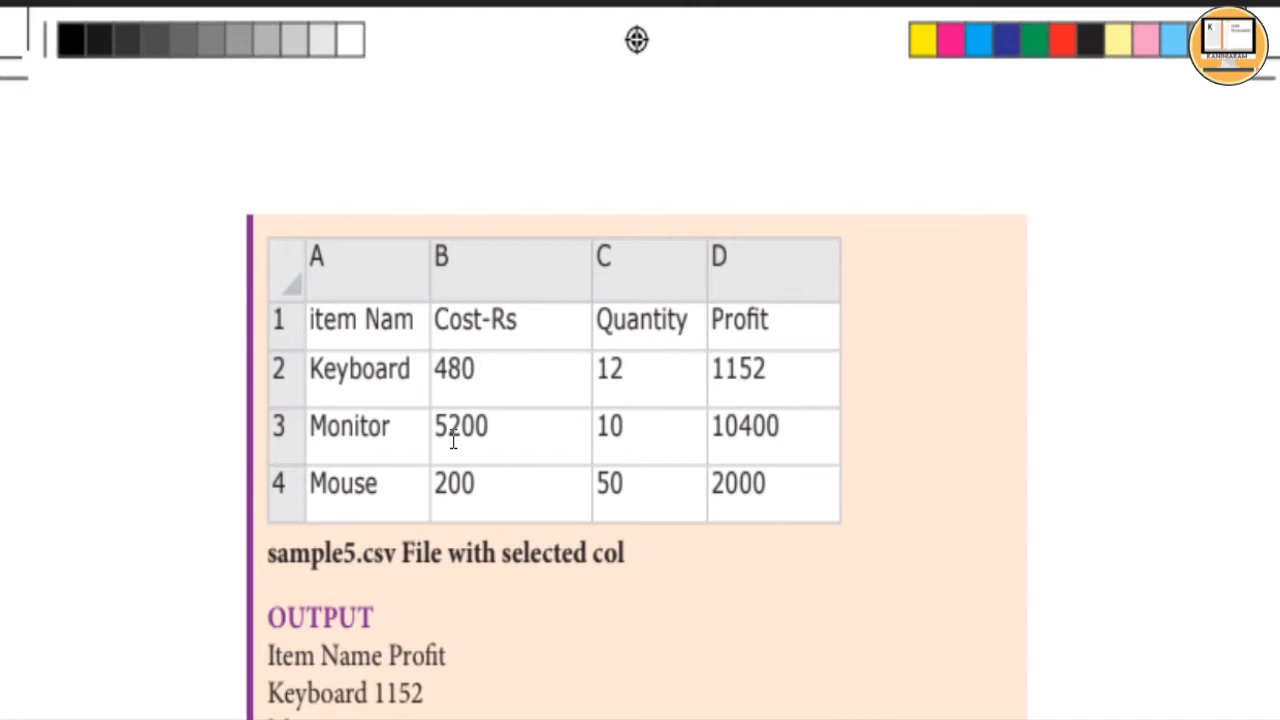 A B C D
1 item Nam Cost-Rs Quantity Profit
2 Keyboard 480 12 1152
3 Monitor 5200 10 10400
4 Mouse 200 50 2000
sample5.csv File with selected col
OUTPUT
Item Name Profit
Keyboard 1152